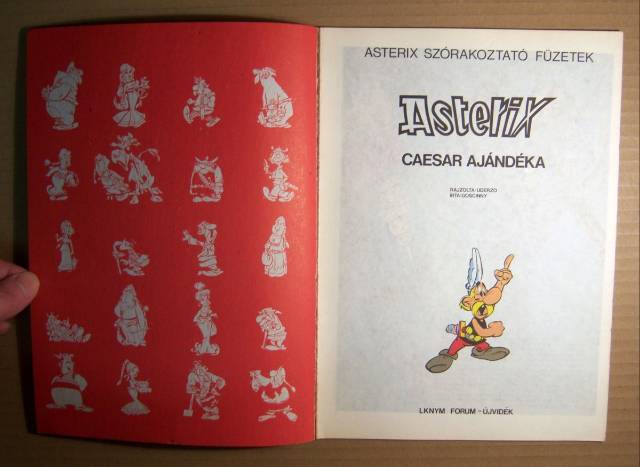 ASTERIX SZÓRAKOZTATÓ FÜZETEK
Asterix
CAESAR AJÁNDÉKA
RAJZOLTA: UDERZO
ÍRTA: GOSCINNY
LKNYM FORUM - ÚJVIDÉK